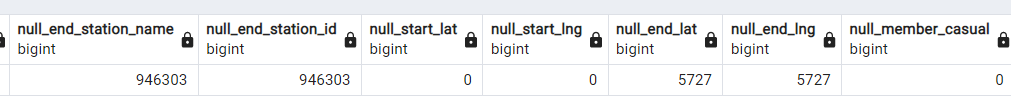 null_end_station_name null_end_station_id null_start_lat null_start_lng null_end_lat null_end_lng null_member_casual
bigint bigint bigint bigint bigint bigint bigint
946303 946303 0 0 5727 5727 0